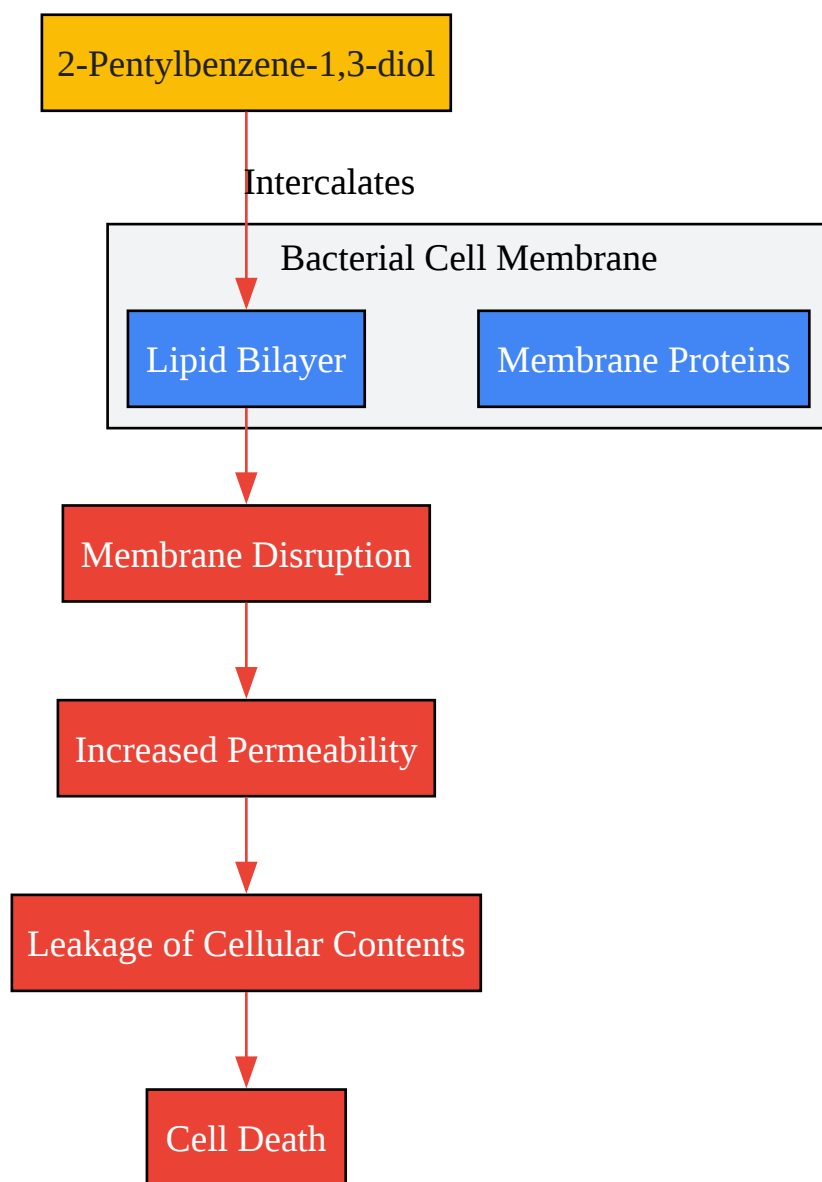 2-Pentylbenzene-1,3-diol
Intercalates
Bacterial Cell Membrane
Lipid Bilayer
Membrane Proteins
Membrane Disruption
Increased Permeability
Leakage of Cellular Contents
Cell Death